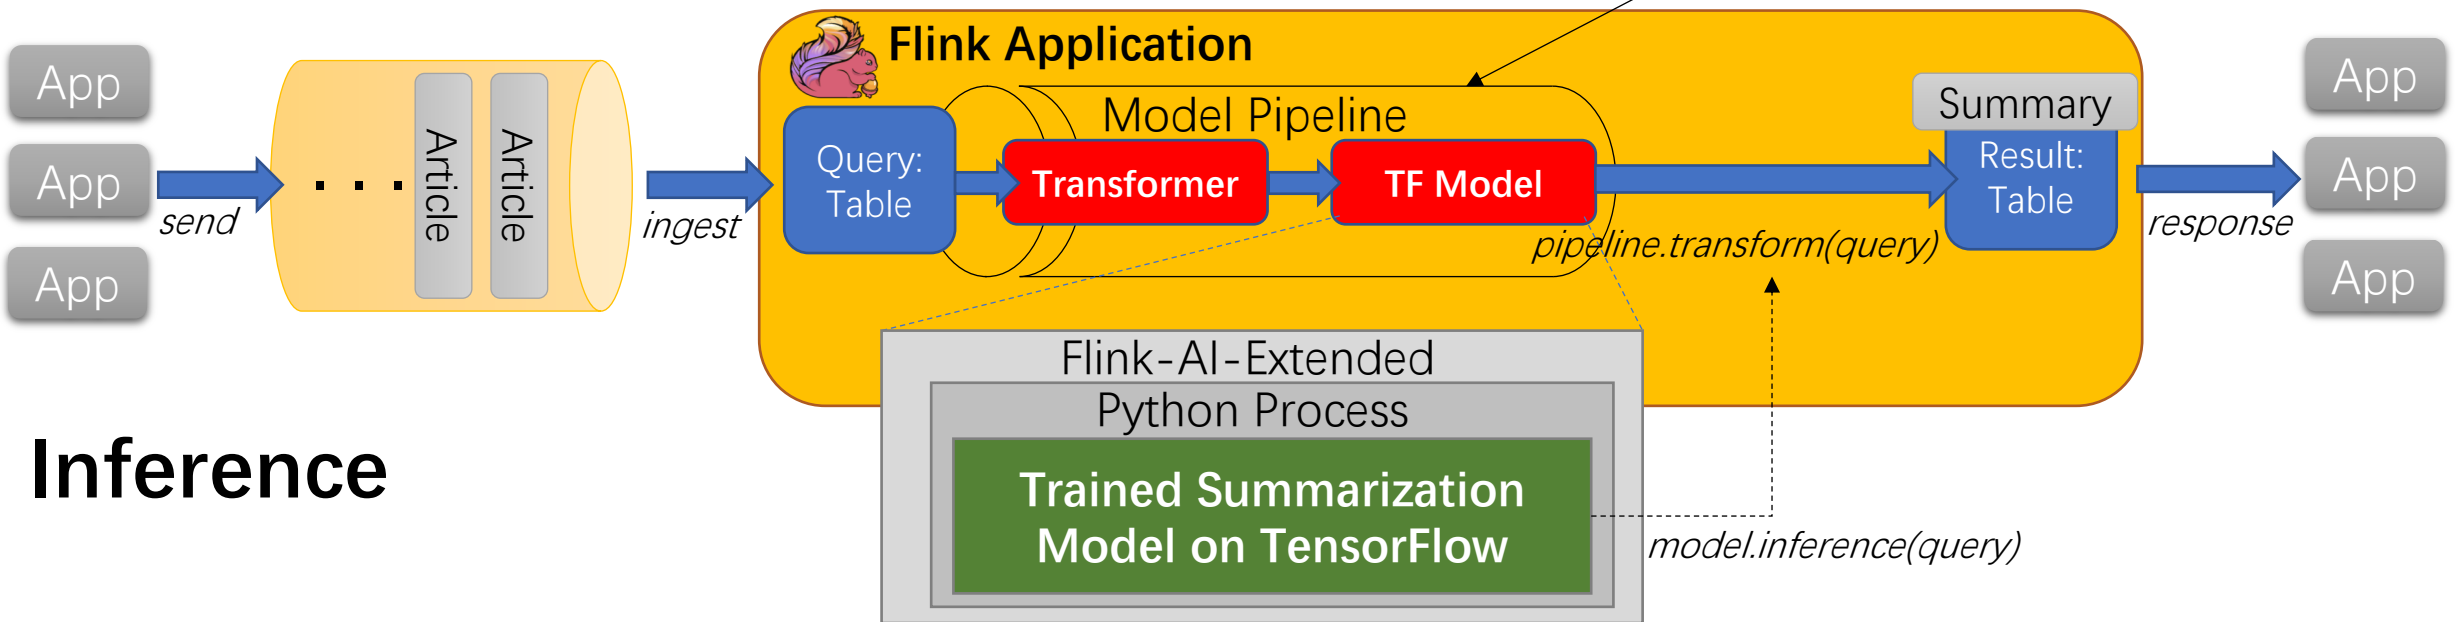 Flink Application
App
App
App
send
. . .
Article
Article
ingest
Query:
Table
Model Pipeline
Transformer
TF Model
pipeline.transform(query)
Summary
Result:
Table
response
App
App
App
Flink-AI-Extended
Python Process
Trained Summarization
Model on TensorFlow
model.inference(query)
Inference